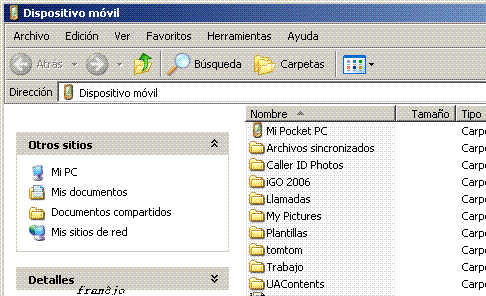 Dispositivo móvil
Archivo Edición Ver Favoritos Herramientas Ayuda
Atrás Búsqueda Carpetas
Dirección Dispositivo móvil
Otros sitios
Mi PC
Mis documentos
Documentos compartidos
Mis sitios de red
Detalles
franêjo
Nombre Tamaño Tipo
Mi Pocket PC Carpe
Archivos sincronizados Carpe
Caller ID Photos Carpe
iGO 2006 Carpe
Llamadas Carpe
My Pictures Carpe
Plantillas Carpe
tomtom Carpe
Trabajo Carpe
UAContents Carpe